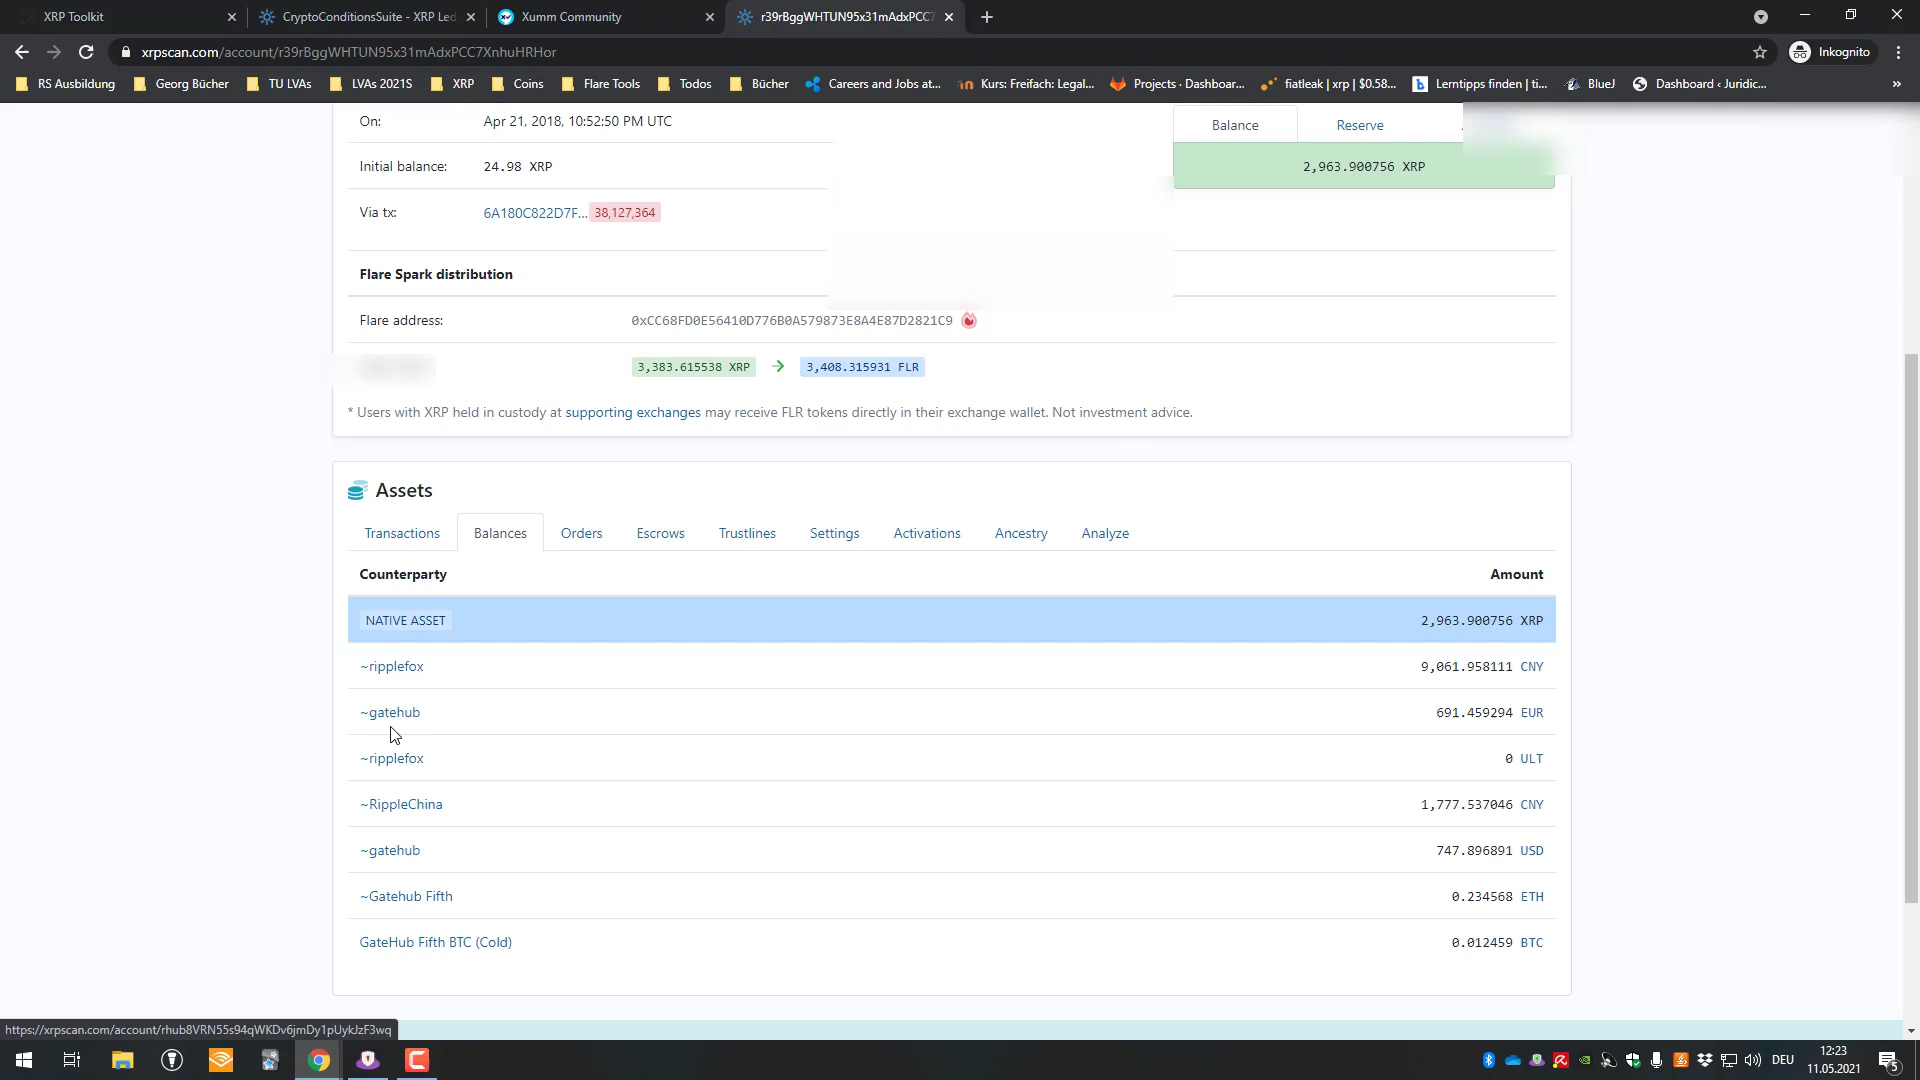 XRP Toolkit
CryptoConditionsSuite - XRP Led
Xumm Community
r39rBggWHTUN95x31mAdxPCC7
xrpscan.com/account/r39rBggWHTUN95x31mAdxPCC7XnhuHRHor
Inkognito
RS Ausbildung
Georg Bücher
TU LVAs
LVAs 2021S
XRP
Coins
Flare Tools
Todos
Bücher
Careers and Jobs at...
Kurs: Freifach: Legal...
Projects · Dashboar...
fiatleak | xrp | $0.58...
Lerntipps finden | ti...
BlueJ
Dashboard ‹ Juridic...
»
On: Apr 21, 2018, 10:52:50 PM UTC
Balance Reserve
Initial balance: 24.98 XRP
2,963.900756 XRP
Via tx: 6A180C822D7F... 38,127,364
Flare Spark distribution
Flare address: 0xCC68FD0E56410D776B0A579873E8A4E87D2821C9
3,383.615538 XRP → 3,408.315931 FLR
* Users with XRP held in custody at supporting exchanges may receive FLR tokens directly in their exchange wallet. Not investment advice.
Assets
Transactions Balances Orders Escrows Trustlines Settings Activations Ancestry Analyze
Counterparty Amount
NATIVE ASSET 2,963.900756 XRP
~ripplefox 9,061.958111 CNY
~gatehub 691.459294 EUR
~ripplefox 0 ULT
~RippleChina 1,777.537046 CNY
~gatehub 747.896891 USD
~Gatehub Fifth 0.234568 ETH
GateHub Fifth BTC (Cold) 0.012459 BTC
https://xrpscan.com/account/rhub8VRN55s94qWKDv6jmDy1pUykJzF3wq
DEU
12:23
11.05.2021
5